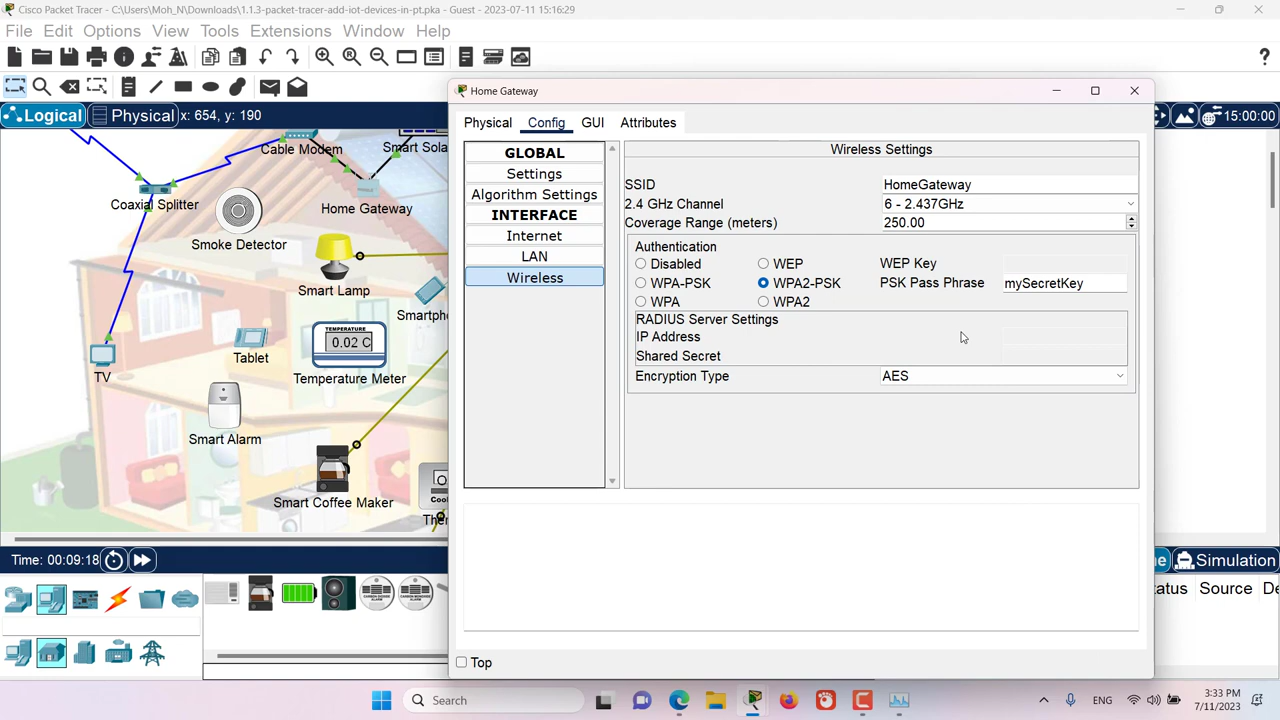 Cisco Packet Tracer - C:\Users\Moh_N\Downloads\1.1.3-packet-tracer-add-iot-devices-in-pt.pka - Guest - 2023-07-11 15:16:29
File Edit Options View Tools Extensions Window Help
Logical Physical x: 654, y: 190
15:00:00
Home Gateway
Physical Config GUI Attributes
GLOBAL
Settings
Algorithm Settings
INTERFACE
Internet
LAN
Wireless
Wireless Settings
SSID HomeGateway
2.4 GHz Channel 6 - 2.437GHz
Coverage Range (meters) 250.00
Authentication
Disabled WEP WEP Key
WPA-PSK WPA2-PSK PSK Pass Phrase mySecretKey
WPA WPA2
RADIUS Server Settings
IP Address
Shared Secret
Encryption Type AES
Top
Cable Modem
Smart Sola
Coaxial Splitter
Home Gateway
Smoke Detector
Smart Lamp
Smartph
Tablet
TEMPERATURE
0.02 C
Temperature Meter
TV
Smart Alarm
Smart Coffee Maker
Cool
Ther
Time: 00:09:18
Simulation
atus Source De
Search
ENG
3:33 PM
7/11/2023